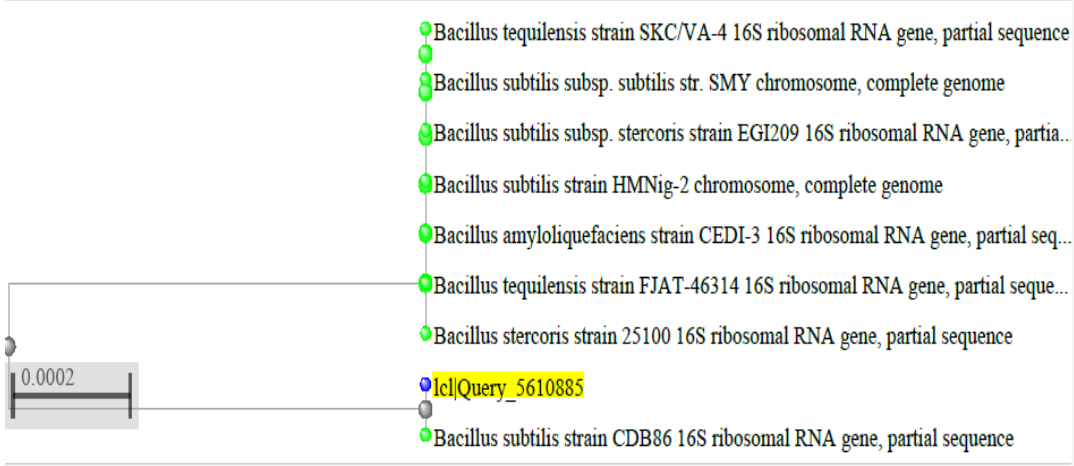 Bacillus tequilensis strain SKC/VA-4 16S ribosomal RNA gene, partial sequence
Bacillus subtilis subsp. subtilis str. SMY chromosome, complete genome
Bacillus subtilis subsp. stercoris strain EGI209 16S ribosomal RNA gene, partia...
Bacillus subtilis strain HMNig-2 chromosome, complete genome
Bacillus amyloliquefaciens strain CEDI-3 16S ribosomal RNA gene, partial seq...
Bacillus tequilensis strain FJAT-46314 16S ribosomal RNA gene, partial seque...
Bacillus stercoris strain 25100 16S ribosomal RNA gene, partial sequence
0.0002
lcl|Query_5610885
Bacillus subtilis strain CDB86 16S ribosomal RNA gene, partial sequence